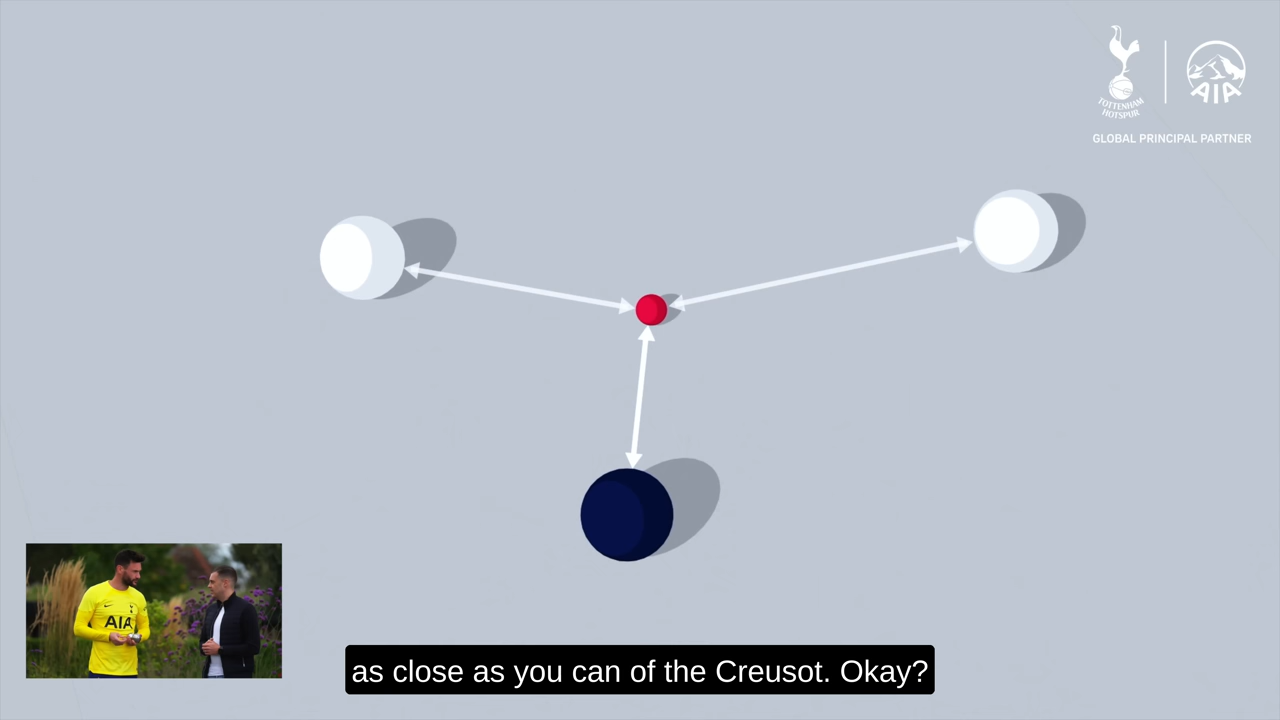 TOTTENHAM
HOTSPUR
AIA
GLOBAL PRINCIPAL PARTNER
AIA
as close as you can of the Creusot. Okay?